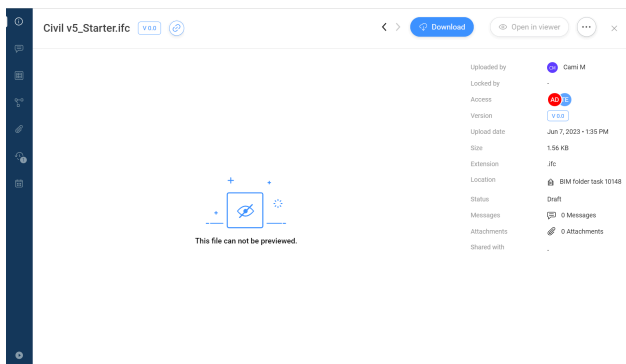 Civil v5_Starter.ifc V 0.0 Download Open in viewer
Uploaded by CM Cami M
Locked by -
Access AD TE
Version V 0.0
Upload date Jun 7, 2023 • 1:35 PM
Size 1.56 KB
Extension .ifc
Location BIM folder task 10148
Status Draft
Messages 0 Messages
Attachments 0 Attachments
Shared with -
This file can not be previewed.